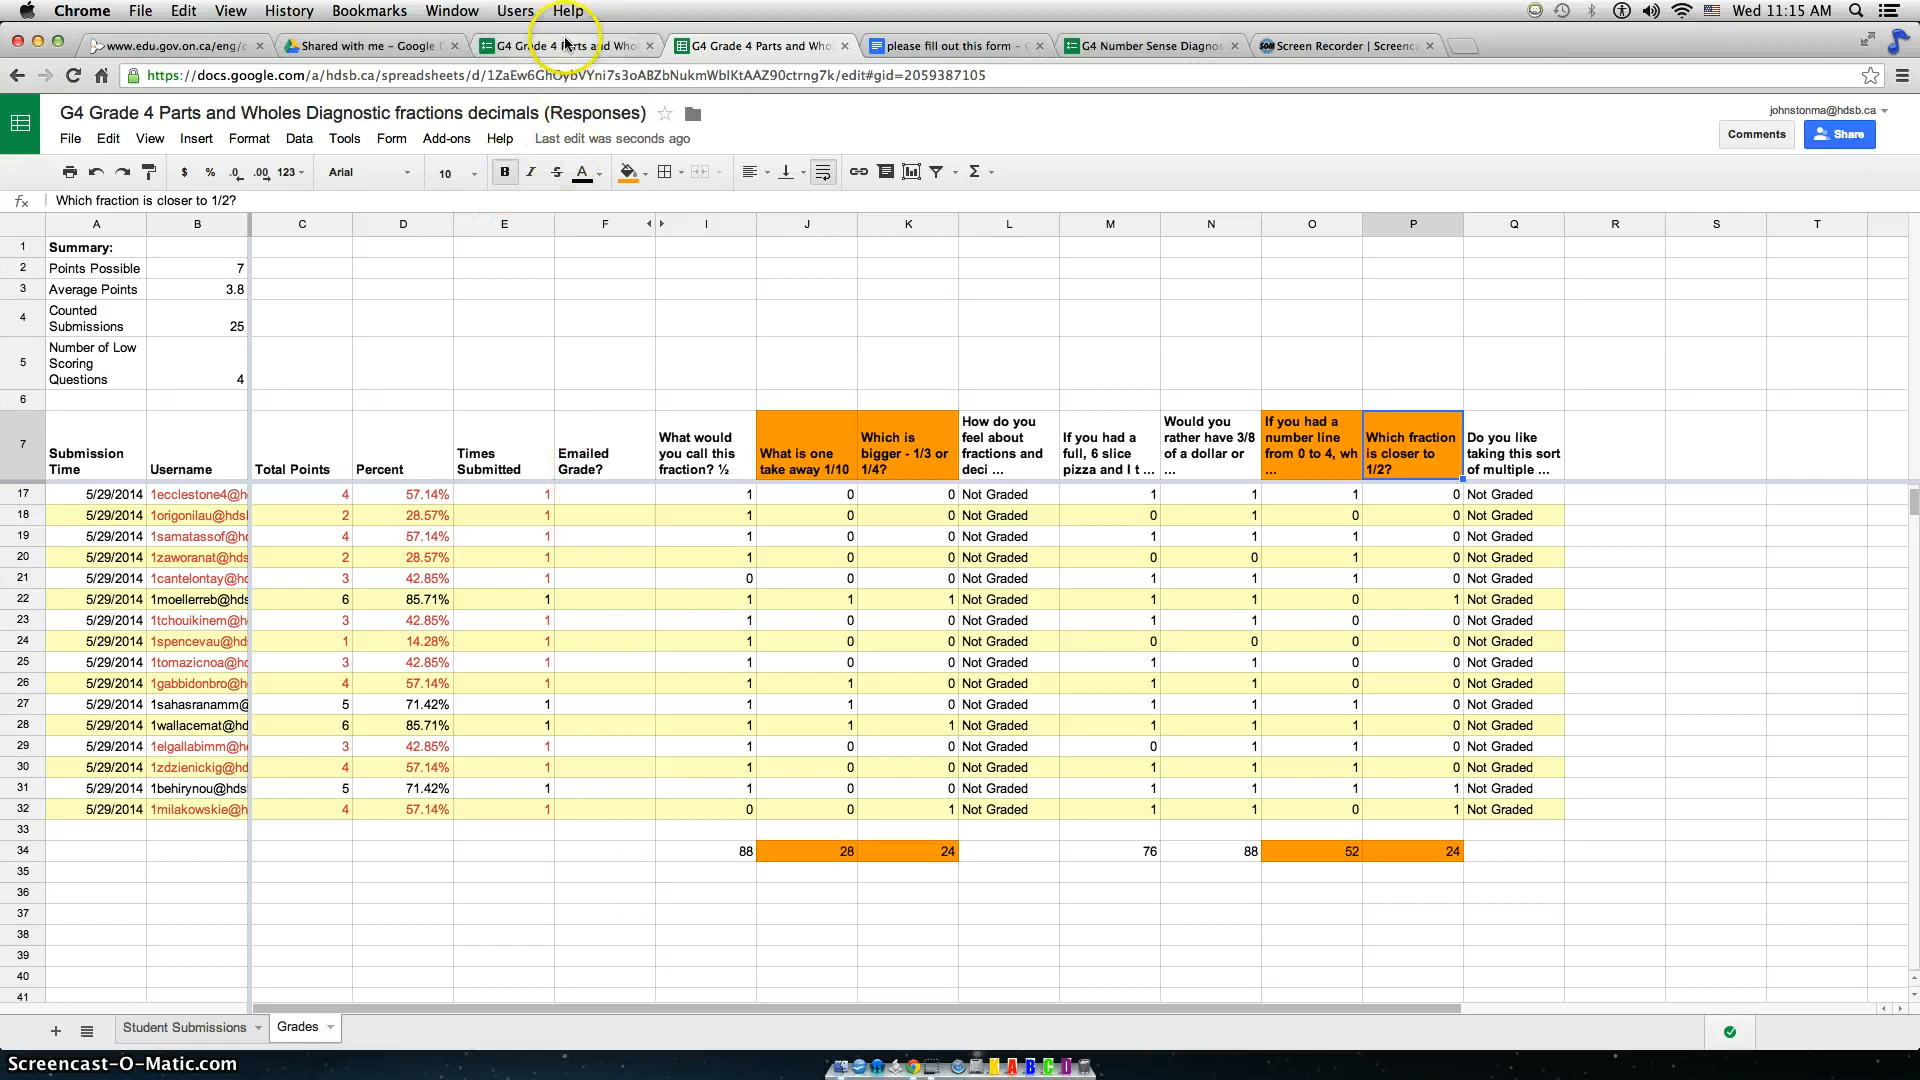 Chrome File Edit View History Bookmarks Window Users Help Wed 11:15 AM
www.edu.gov.on.ca/eng/c Shared with me - Google D G4 Grade 4 Parts and Who G4 Grade 4 Parts and Who please fill out this form - G G4 Number Sense Diagnos Screen Recorder | Screenca
https://docs.google.com/a/hdsb.ca/spreadsheets/d/
G4 Grade 4 Parts and Wholes Diagnostic fractions decimals (Responses)
johnstonma@hdsb.ca
File Edit View Insert Format Data Tools Form Add-ons Help Last edit was seconds ago
Comments Share
$ % .0 .00 123 Arial 10 B I S A Σ
fx Which fraction is closer to 1/2?
A B C D E F I J K L M N O P Q R S T
1 Summary:
2 Points Possible 7
3 Average Points 3.8
4 Counted Submissions 25
5 Number of Low Scoring Questions 4
6
7 Submission Time Username Total Points Percent Times Submitted Emailed Grade? What would you call this fraction? ½ What is one take away 1/10 Which is bigger - 1/3 or 1/4? How do you feel about fractions and deci ... If you had a full, 6 slice pizza and I t ... Would you rather have 3/8 of a dollar or ... If you had a number line from 0 to 4, wh ... Which fraction is closer to 1/2? Do you like taking this sort of multiple ...
17 5/29/2014 1ecclestone4@h 4 57.14% 1 1 0 0 Not Graded 1 1 1 0 Not Graded
18 5/29/2014 1origonilau@hdsl 2 28.57% 1 1 0 0 Not Graded 0 1 0 0 Not Graded
19 5/29/2014 1samatassof@hd 4 57.14% 1 1 0 0 Not Graded 1 1 1 0 Not Graded
20 5/29/2014 1zaworanat@hds 2 28.57% 1 1 0 0 Not Graded 0 0 1 0 Not Graded
21 5/29/2014 1cantelontay@hd 3 42.85% 1 0 0 0 Not Graded 1 1 1 0 Not Graded
22 5/29/2014 1moellerreb@hds 6 85.71% 1 1 1 1 Not Graded 1 1 0 1 Not Graded
23 5/29/2014 1tchouikinem@hd 3 42.85% 1 1 0 0 Not Graded 1 1 0 0 Not Graded
24 5/29/2014 1spencevau@hd 1 14.28% 1 1 0 0 Not Graded 0 0 0 0 Not Graded
25 5/29/2014 1tomazicnoa@hd 3 42.85% 1 1 0 0 Not Graded 1 1 0 0 Not Graded
26 5/29/2014 1gabbidonbro@h 4 57.14% 1 1 1 0 Not Graded 1 1 0 0 Not Graded
27 5/29/2014 1sahasranamm@ 5 71.42% 1 1 1 0 Not Graded 1 1 1 0 Not Graded
28 5/29/2014 1wallacemat@hd 6 85.71% 1 1 1 1 Not Graded 1 1 1 0 Not Graded
29 5/29/2014 1elgallabimm@h 3 42.85% 1 1 0 0 Not Graded 0 1 1 0 Not Graded
30 5/29/2014 1zdzienickig@hd 4 57.14% 1 1 0 0 Not Graded 1 1 1 0 Not Graded
31 5/29/2014 1behirynou@hds 5 71.42% 1 1 0 0 Not Graded 1 1 1 1 Not Graded
32 5/29/2014 1milakowskie@h 4 57.14% 1 0 0 1 Not Graded 1 1 0 1 Not Graded
33
34 88 28 24 76 88 52 24
35
36
37
38
39
40
41
+ Student Submissions Grades
Screencast-O-Matic.com